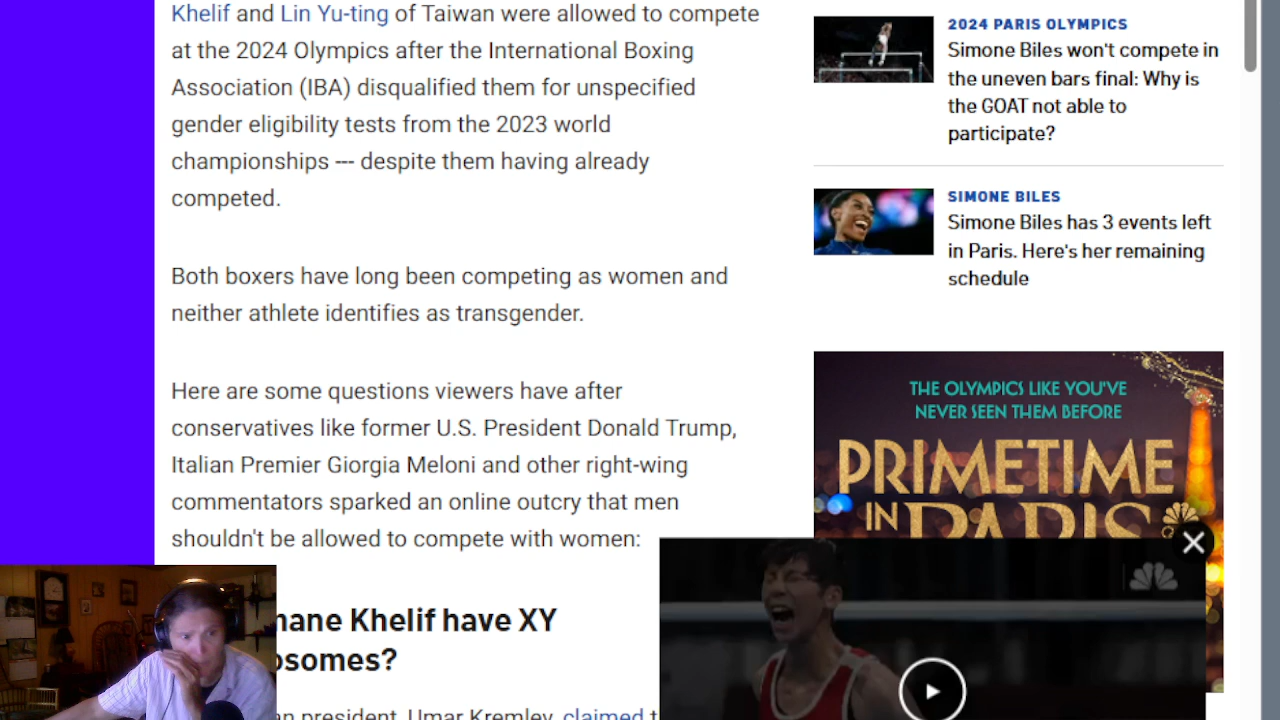 Khelif and Lin Yu-ting of Taiwan were allowed to compete
at the 2024 Olympics after the International Boxing
Association (IBA) disqualified them for unspecified
gender eligibility tests from the 2023 world
championships --- despite them having already
competed.
Both boxers have long been competing as women and
neither athlete identifies as transgender.
Here are some questions viewers have after
conservatives like former U.S. President Donald Trump,
Italian Premier Giorgia Meloni and other right-wing
commentators sparked an online outcry that men
shouldn't be allowed to compete with women:
mane Khelif have XY
osomes?
an president, Umar Kremlev, claimed t
2024 PARIS OLYMPICS
Simone Biles won't compete in
the uneven bars final: Why is
the GOAT not able to
participate?
SIMONE BILES
Simone Biles has 3 events left
in Paris. Here's her remaining
schedule
THE OLYMPICS LIKE YOU'VE
NEVER SEEN THEM BEFORE
PRIMETIME
IN PARIS